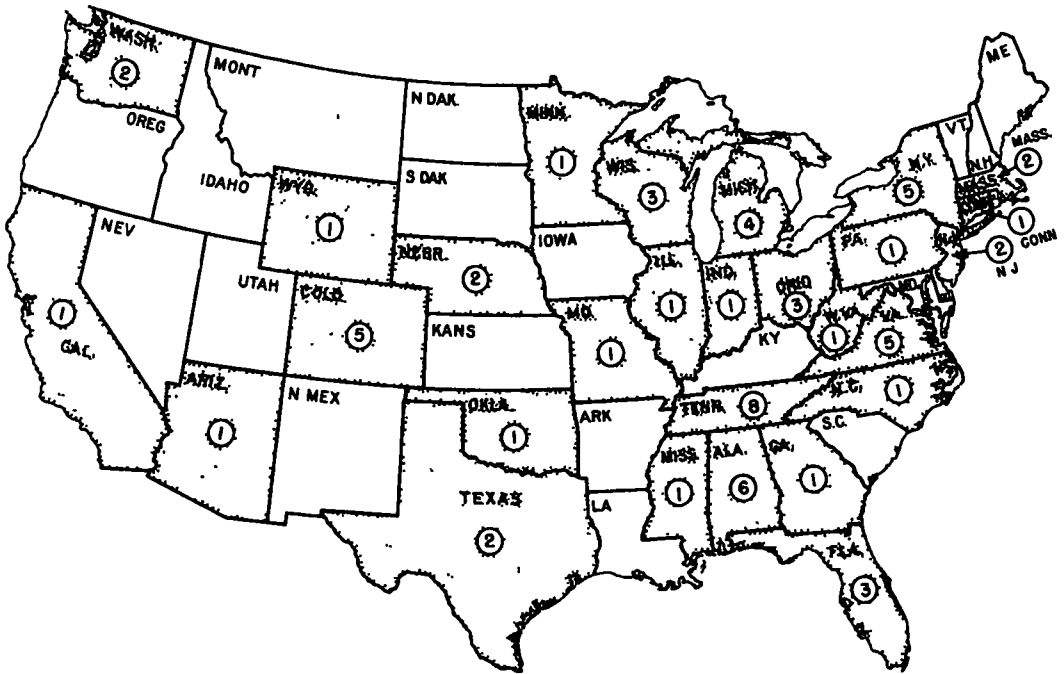 WASH.
2
MONT
N DAK.
MINN.
1
ME
OREG
VT.
MASS.
2
N.H.
N.Y.
5
IDAHO
WYO.
1
S DAK
WIS.
3
MICH.
4
MASS.
CONN
1
NEV
NEBR.
2
IOWA
PA.
1
N.J.
2
N J
UTAH
COLO.
5
ILL.
1
IND.
1
OHIO
3
MD.
CAL.
1
KANS
MO.
1
KY
W.VA.
1
VA.
5
ARIZ.
1
N MEX
OKLA.
1
ARK
TENN.
8
N.C.
1
S.C.
TEXAS
2
LA
MISS.
1
ALA.
6
GA.
1
FLA.
3